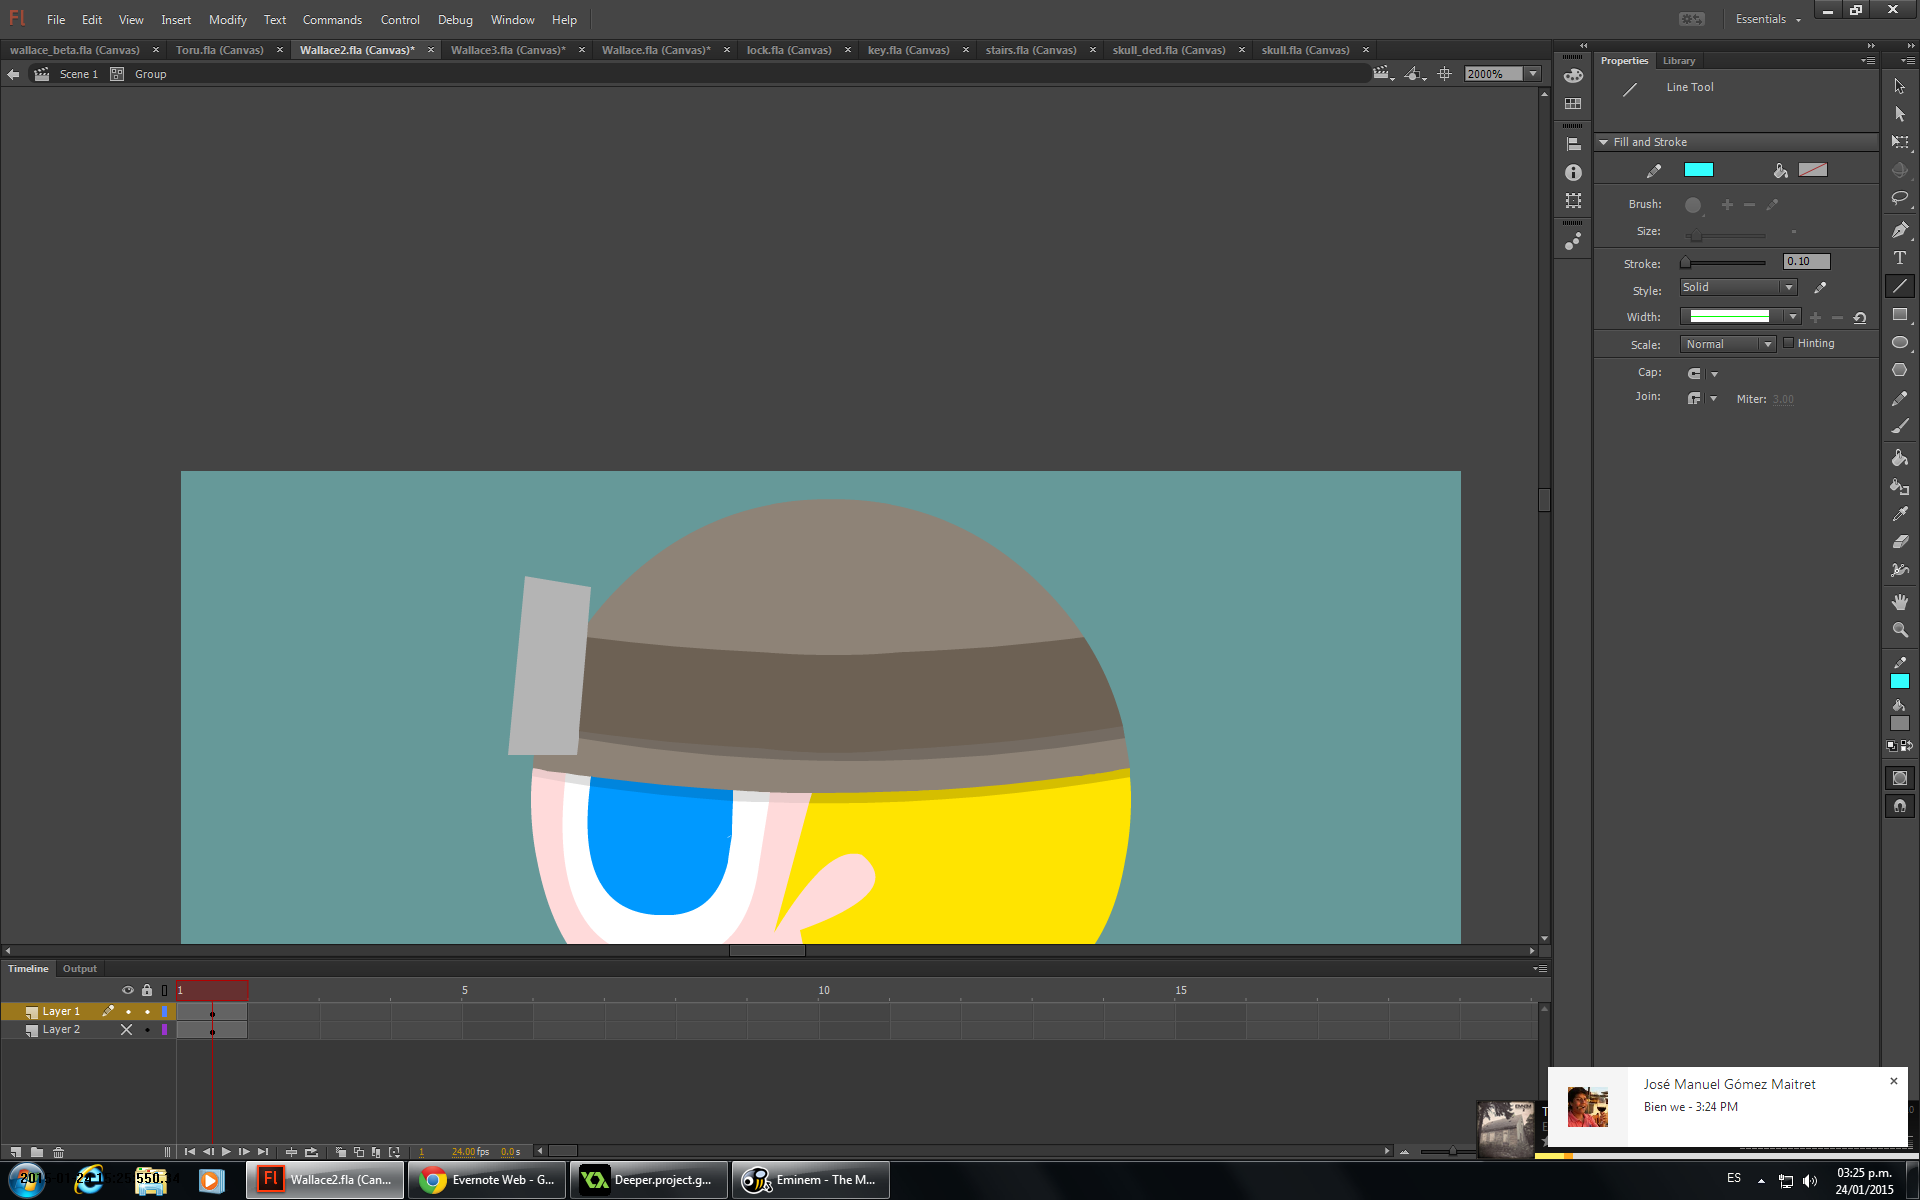 Fl File Edit View Insert Modify Text Commands Control Debug Window Help Essentials
wallace_beta.fla (Canvas) × Toru.fla (Canvas) × Wallace2.fla (Canvas)* × Wallace3.fla (Canvas)* × Wallace.fla (Canvas)* × lock.fla (Canvas) × key.fla (Canvas) × stairs.fla (Canvas) × skull_ded.fla (Canvas) × skull.fla (Canvas) ×
Scene 1 Group 2000%
Properties Library
Line Tool
Fill and Stroke
Brush:
Size:
Stroke: 0.10
Style: Solid
Width:
Scale: Normal Hinting
Cap:
Join: Miter: 3.00
T
Timeline Output
1 5 10 15
Layer 1
Layer 2
1 24.00 fps 0.0 s
José Manuel Gómez Maitret ×
Bien we - 3:24 PM
Fl Wallace2.fla (Can...
Evernote Web - G...
Deeper.project.g...
Eminem - The M...
ES
03:25 p.m.
24/01/2015